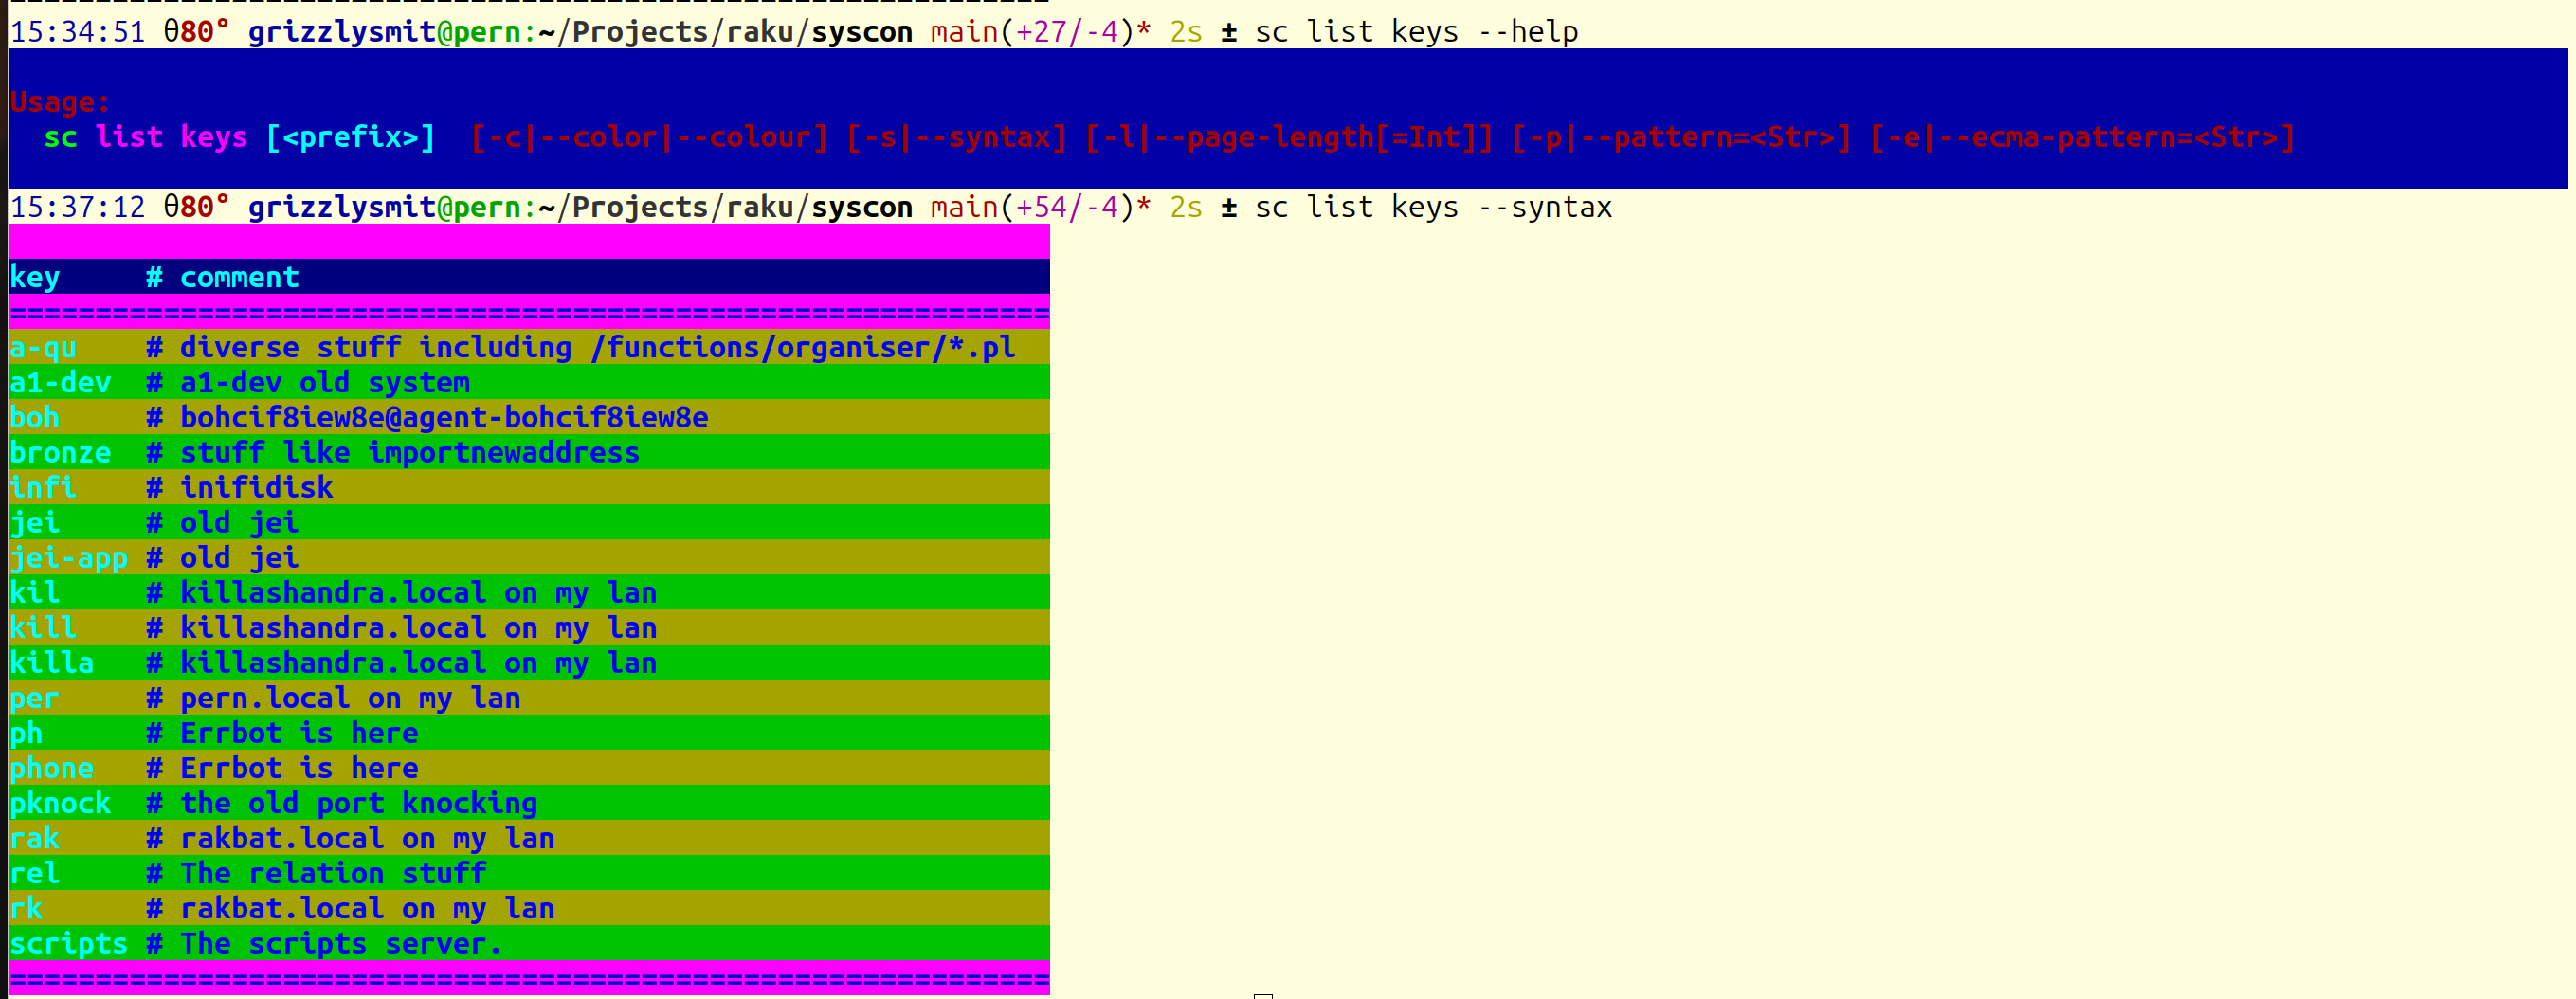 15:34:51 θ80° grizzlysmit@pern:~/Projects/raku/syscon main(+27/-4)* 2s ± sc list keys --help
Usage:
  sc list keys [<prefix>]  [-c|--color|--colour] [-s|--syntax] [-l|--page-length[=Int]] [-p|--pattern=<Str>] [-e|--ecma-pattern=<Str>]
15:37:12 θ80° grizzlysmit@pern:~/Projects/raku/syscon main(+54/-4)* 2s ± sc list keys --syntax
key     # comment
=============================================================
a-qu    # diverse stuff including /functions/organiser/*.pl
a1-dev  # a1-dev old system
boh     # bohcif8iew8e@agent-bohcif8iew8e
bronze  # stuff like importnewaddress
infi    # inifidisk
jei     # old jei
jei-app # old jei
kil     # killashandra.local on my lan
kill    # killashandra.local on my lan
killa   # killashandra.local on my lan
per     # pern.local on my lan
ph      # Errbot is here
phone   # Errbot is here
pknock  # the old port knocking
rak     # rakbat.local on my lan
rel     # The relation stuff
rk      # rakbat.local on my lan
scripts # The scripts server.
=============================================================